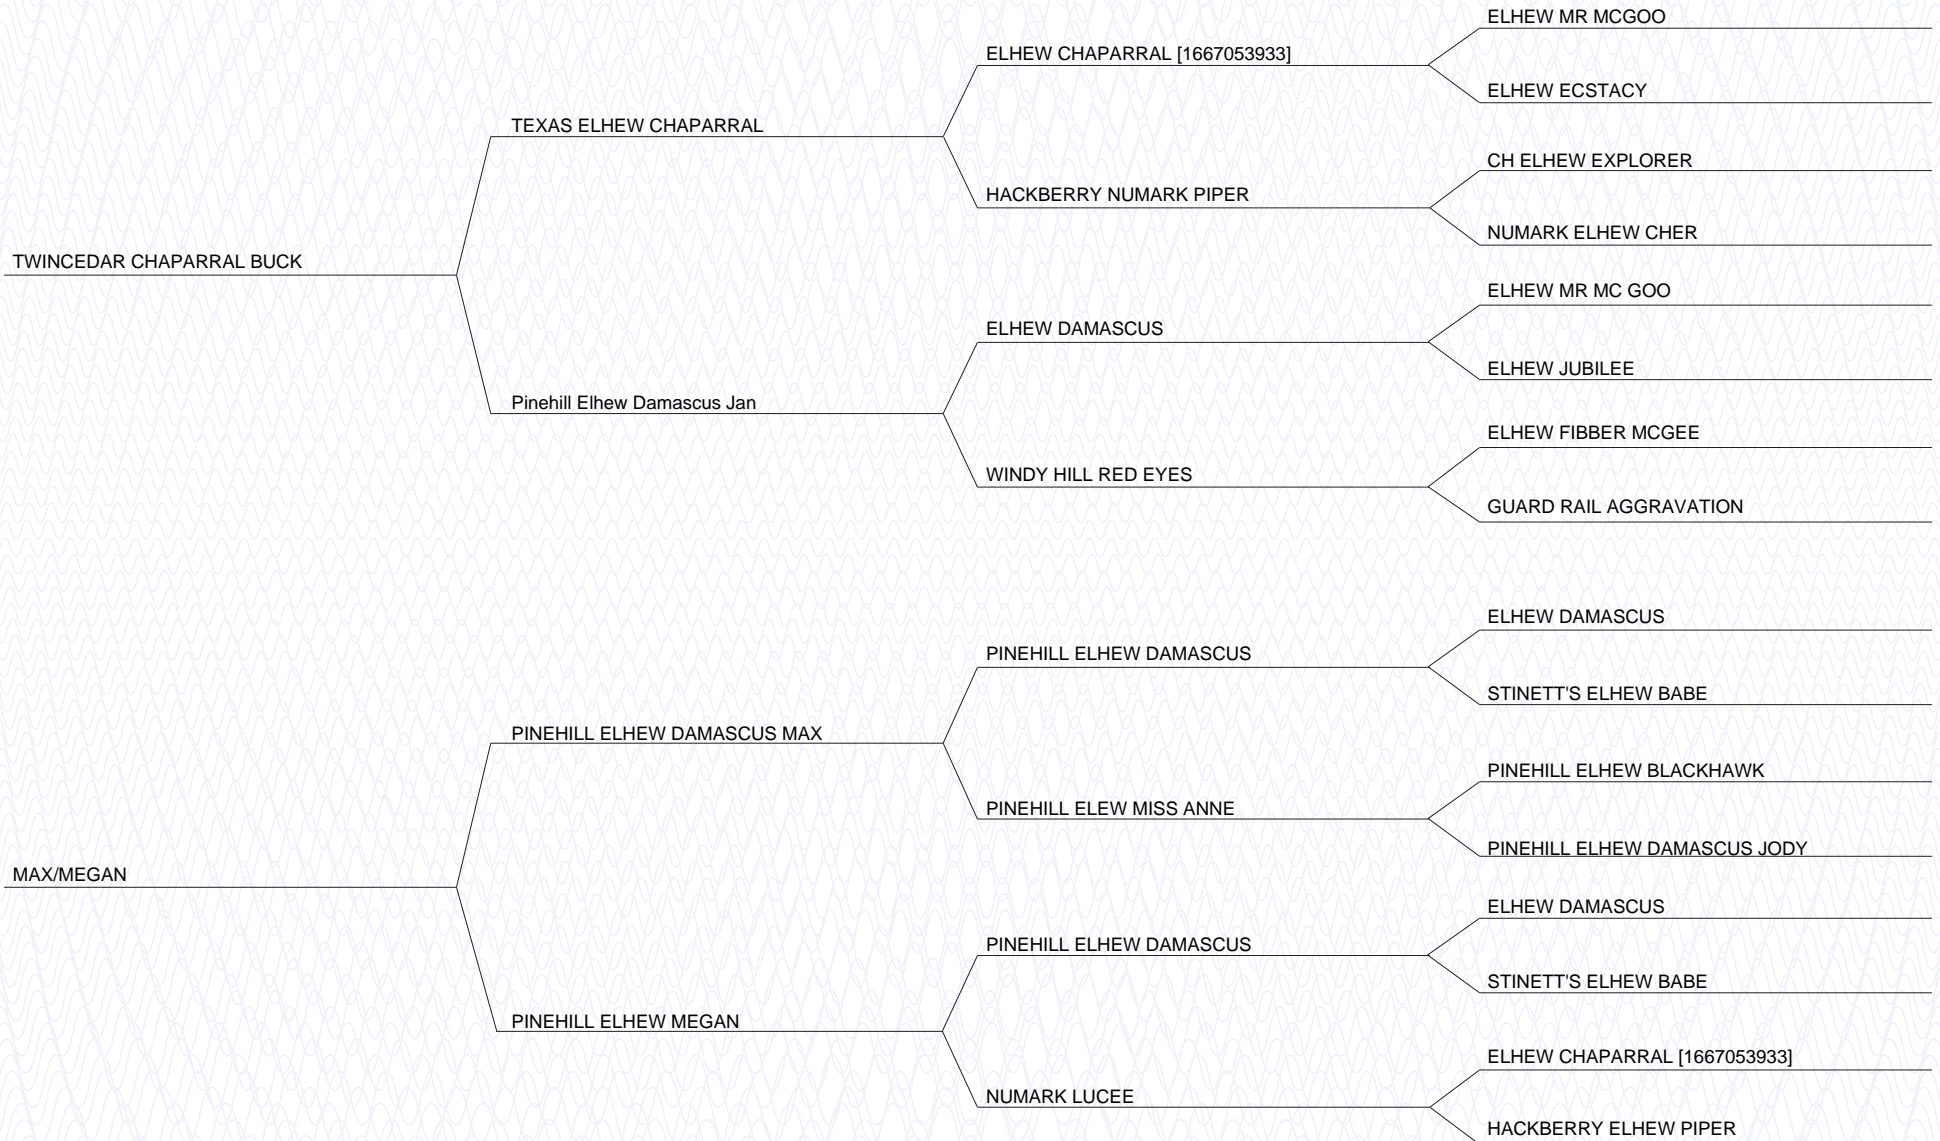 ELHEW MR MCGOO
ELHEW CHAPARRAL [1667053933]
ELHEW ECSTACY
TEXAS ELHEW CHAPARRAL
CH ELHEW EXPLORER
HACKBERRY NUMARK PIPER
NUMARK ELHEW CHER
TWINCEDAR CHAPARRAL BUCK
ELHEW MR MC GOO
ELHEW DAMASCUS
ELHEW JUBILEE
Pinehill Elhew Damascus Jan
ELHEW FIBBER MCGEE
WINDY HILL RED EYES
GUARD RAIL AGGRAVATION
ELHEW DAMASCUS
PINEHILL ELHEW DAMASCUS
STINETT'S ELHEW BABE
PINEHILL ELHEW DAMASCUS MAX
PINEHILL ELHEW BLACKHAWK
PINEHILL ELEW MISS ANNE
PINEHILL ELHEW DAMASCUS JODY
MAX/MEGAN
ELHEW DAMASCUS
PINEHILL ELHEW DAMASCUS
STINETT'S ELHEW BABE
PINEHILL ELHEW MEGAN
ELHEW CHAPARRAL [1667053933]
NUMARK LUCEE
HACKBERRY ELHEW PIPER